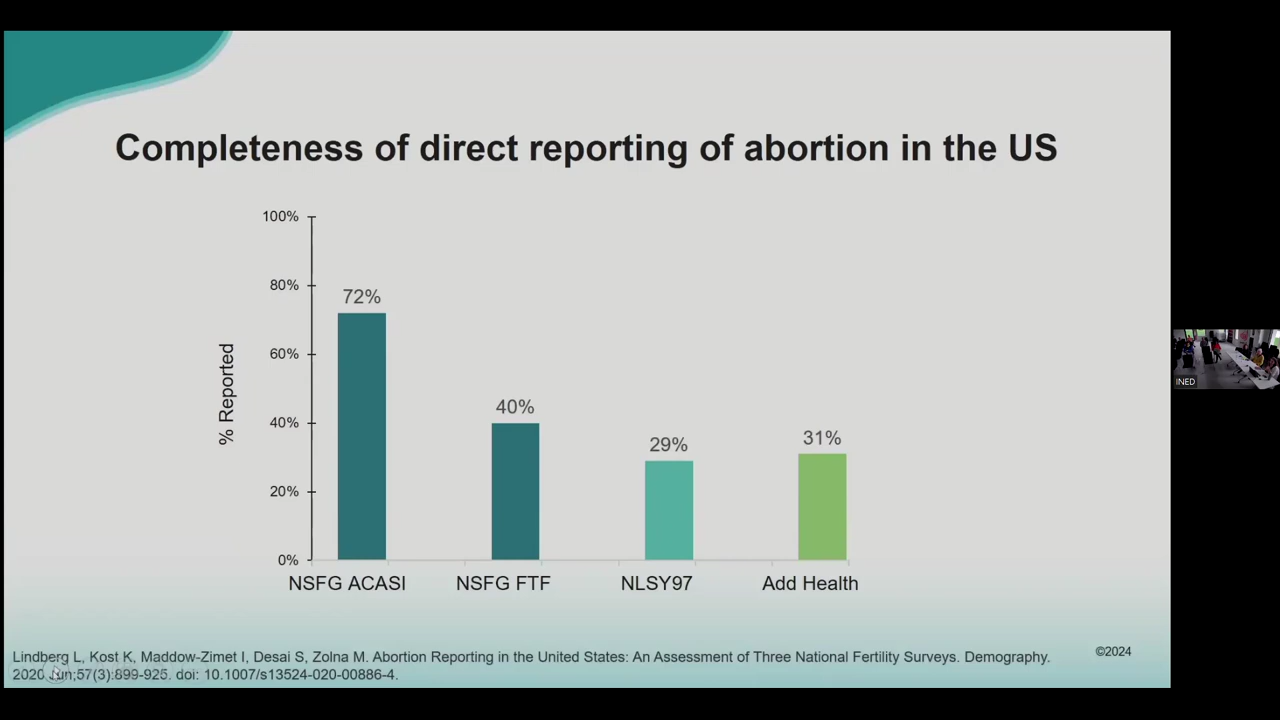 Completeness of direct reporting of abortion in the US
100%
80%
60%
40%
20%
0%
% Reported
72%
40%
29%
31%
NSFG ACASI
NSFG FTF
NLSY97
Add Health
Lindberg L, Kost K, Maddow-Zimet I, Desai S, Zolna M. Abortion Reporting in the United States: An Assessment of Three National Fertility Surveys. Demography.
2020 Jun;57(3):899-925. doi: 10.1007/s13524-020-00886-4.
©2024
INED